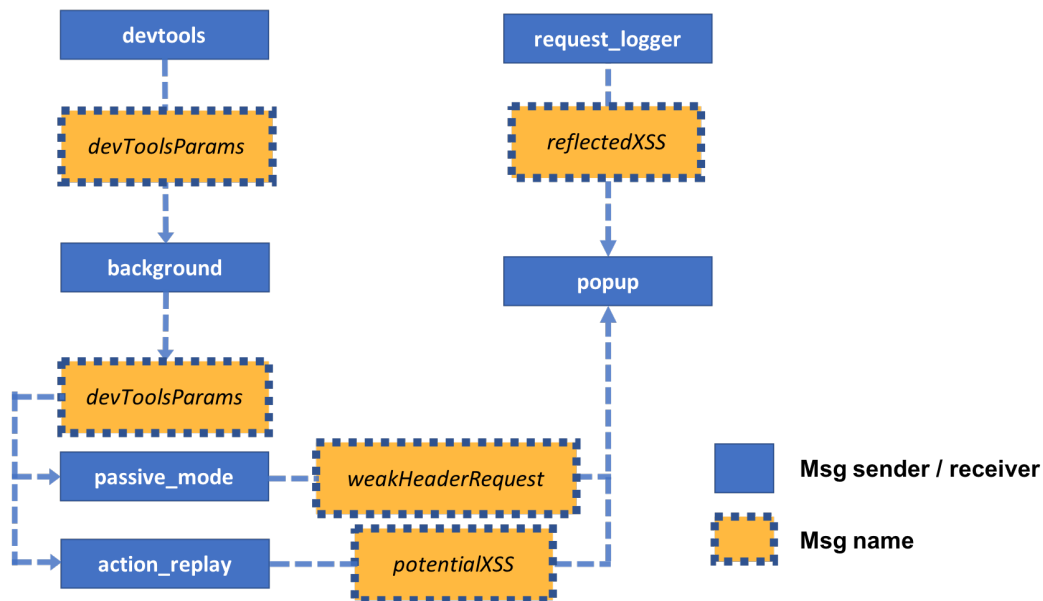 devtools
request_logger
devToolsParams
reflectedXSS
background
popup
devToolsParams
passive_mode
weakHeaderRequest
Msg sender / receiver
action_replay
potentialXSS
Msg name